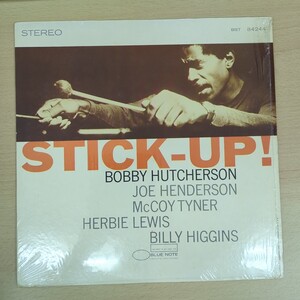 STEREO
STICK-UP!
BOBBY HUTCHERSON
JOE HENDERSON
McCOY TYNER
HERBIE LEWIS
BILLY HIGGINS
BLUE NOTE